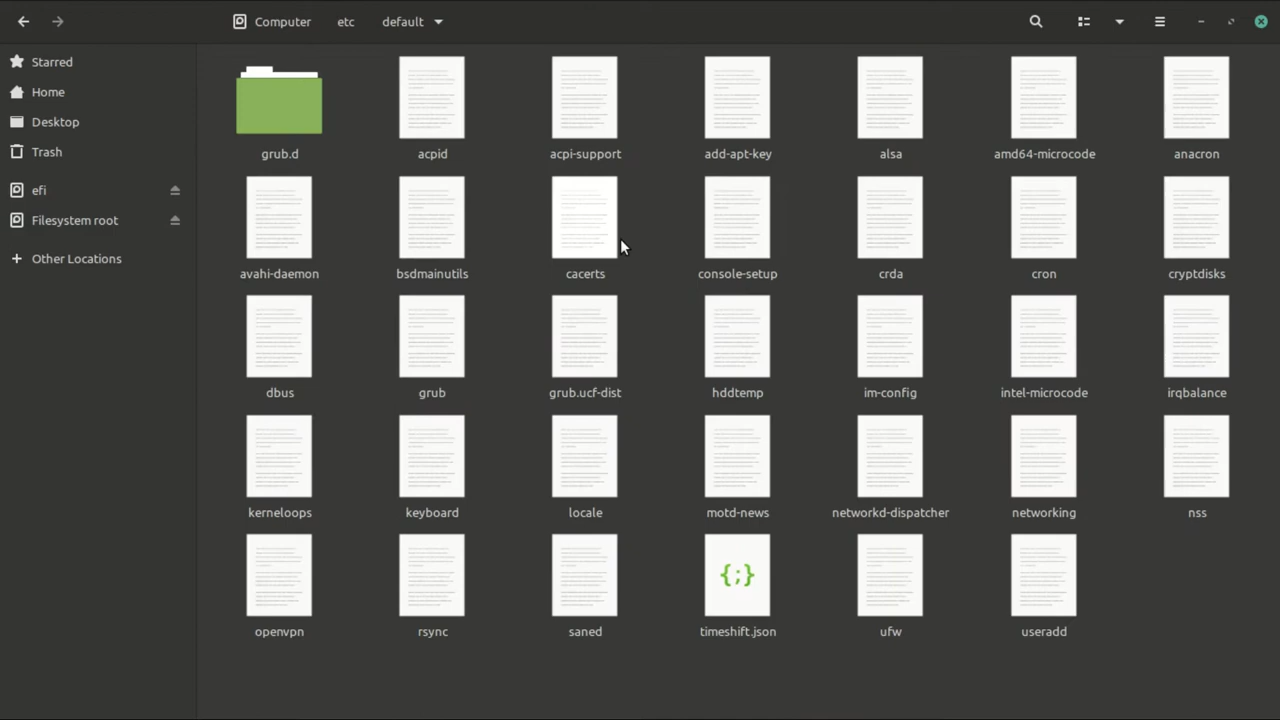 Computer etc default
Starred
Home
Desktop
Trash
efi
Filesystem root
Other Locations
grub.d acpid acpi-support add-apt-key alsa amd64-microcode anacron
avahi-daemon bsdmainutils cacerts console-setup crda cron cryptdisks
dbus grub grub.ucf-dist hddtemp im-config intel-microcode irqbalance
kerneloops keyboard locale motd-news networkd-dispatcher networking nss
{;}
openvpn rsync saned timeshift.json ufw useradd